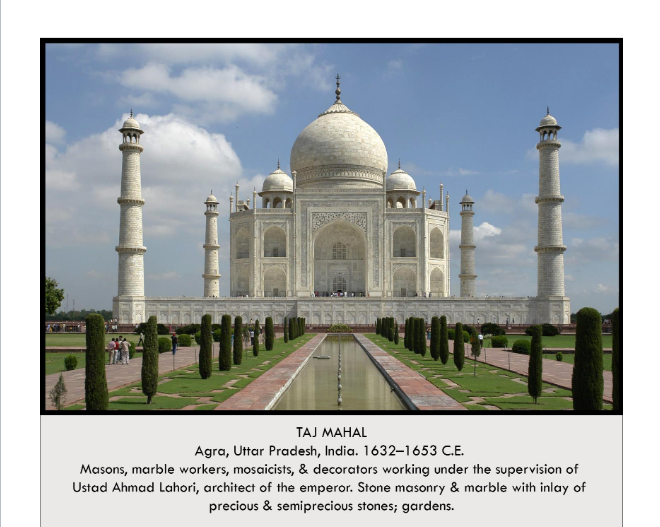 TAJ MAHAL
Agra, Uttar Pradesh, India. 1632–1653 C.E.
Masons, marble workers, mosaicists, & decorators working under the supervision of
Ustad Ahmad Lahori, architect of the emperor. Stone masonry & marble with inlay of
precious & semiprecious stones; gardens.